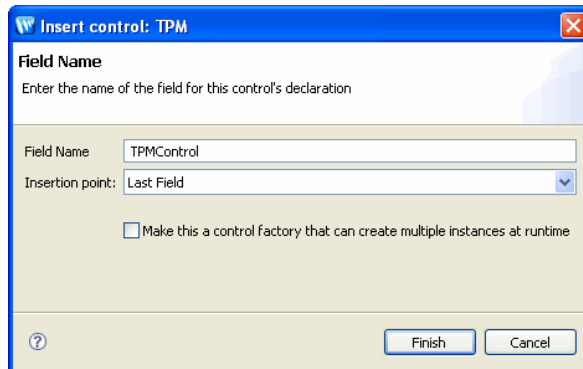 Insert control: TPM
Field Name
Enter the name of the field for this control's declaration
Field Name TPMControl
Insertion point: Last Field
Make this a control factory that can create multiple instances at runtime
? Finish Cancel